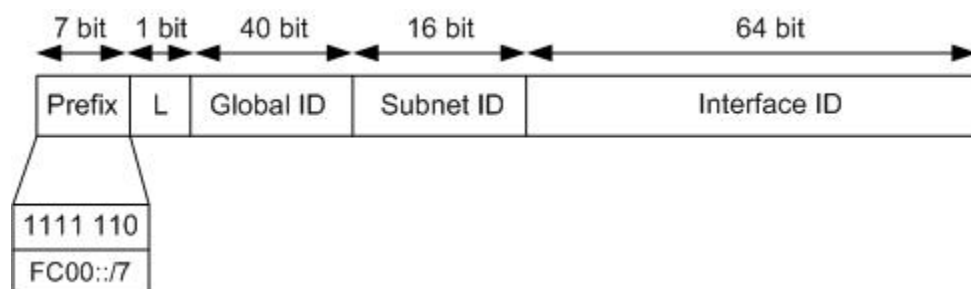 7 bit 1 bit 40 bit 16 bit 64 bit
Prefix L Global ID Subnet ID Interface ID
1111 110
FC00::/7